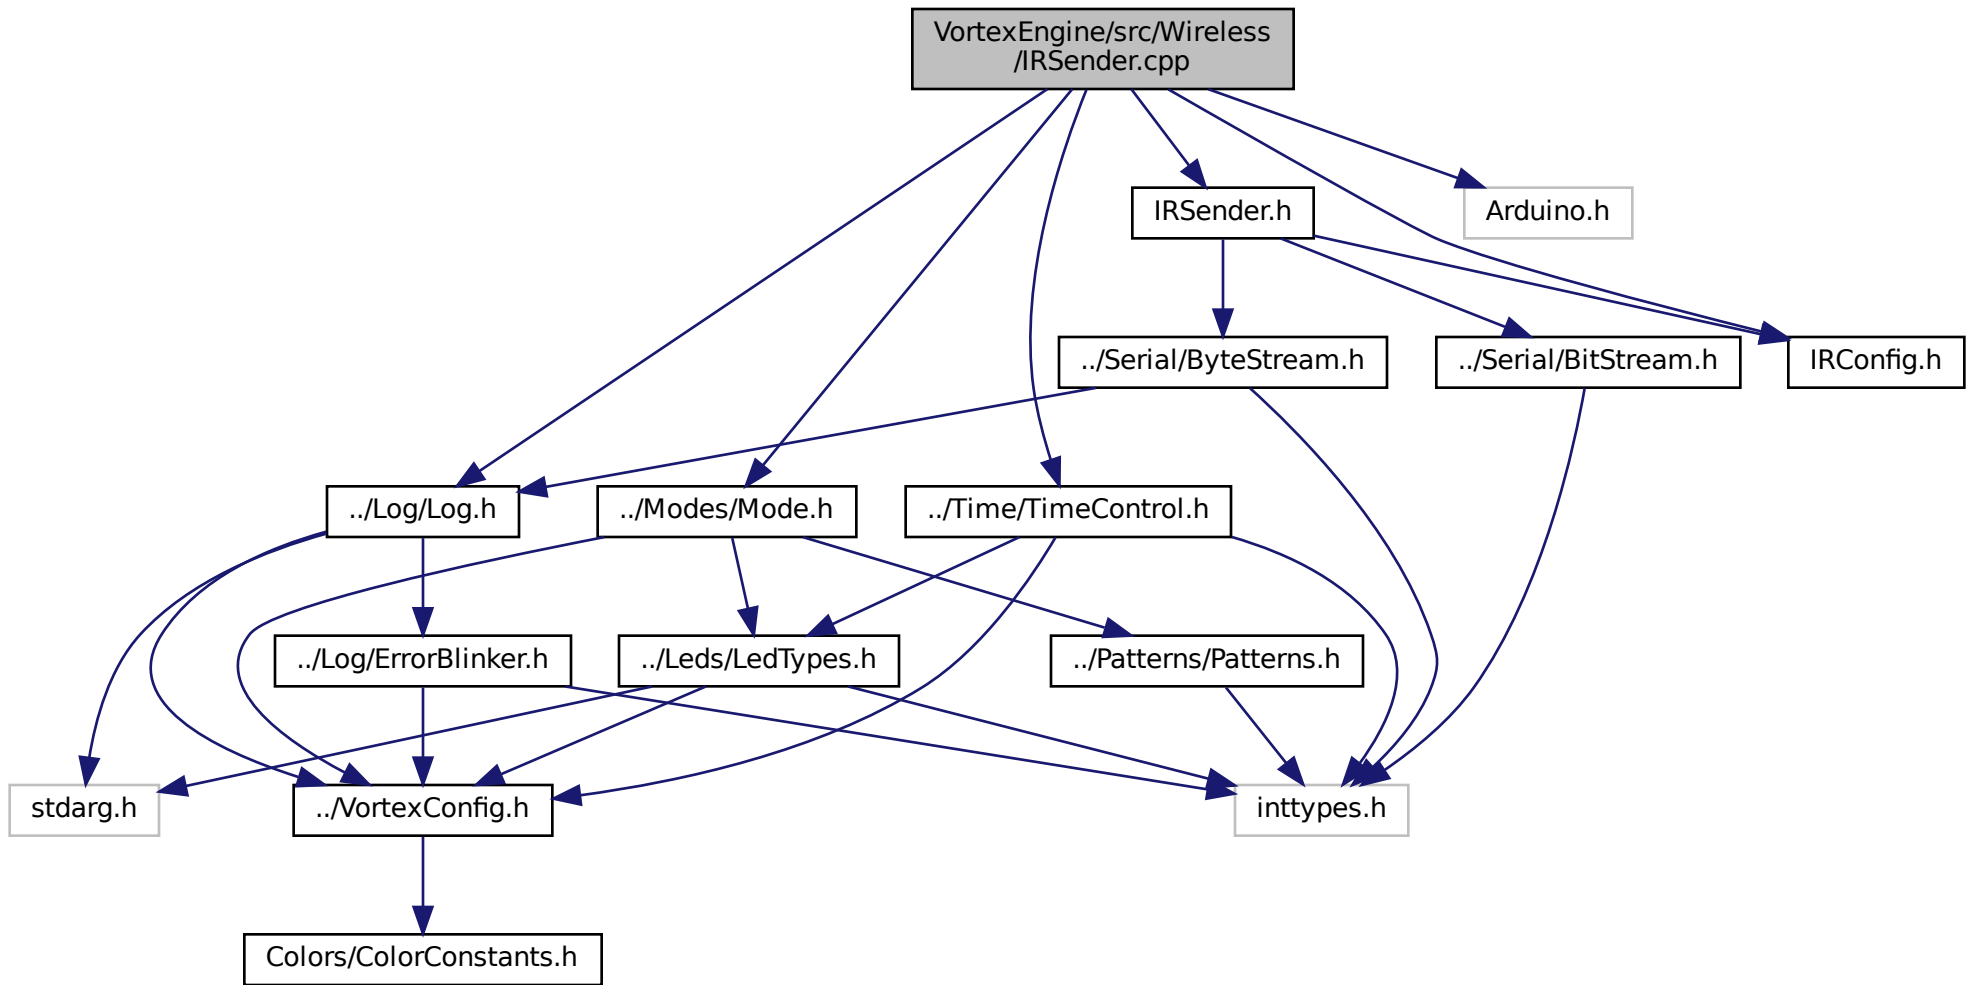 VortexEngine/src/Wireless
/IRSender.cpp
IRSender.h
Arduino.h
../Serial/ByteStream.h
../Serial/BitStream.h
IRConfig.h
../Log/Log.h
../Modes/Mode.h
../Time/TimeControl.h
../Log/ErrorBlinker.h
../Leds/LedTypes.h
../Patterns/Patterns.h
stdarg.h
../VortexConfig.h
inttypes.h
Colors/ColorConstants.h